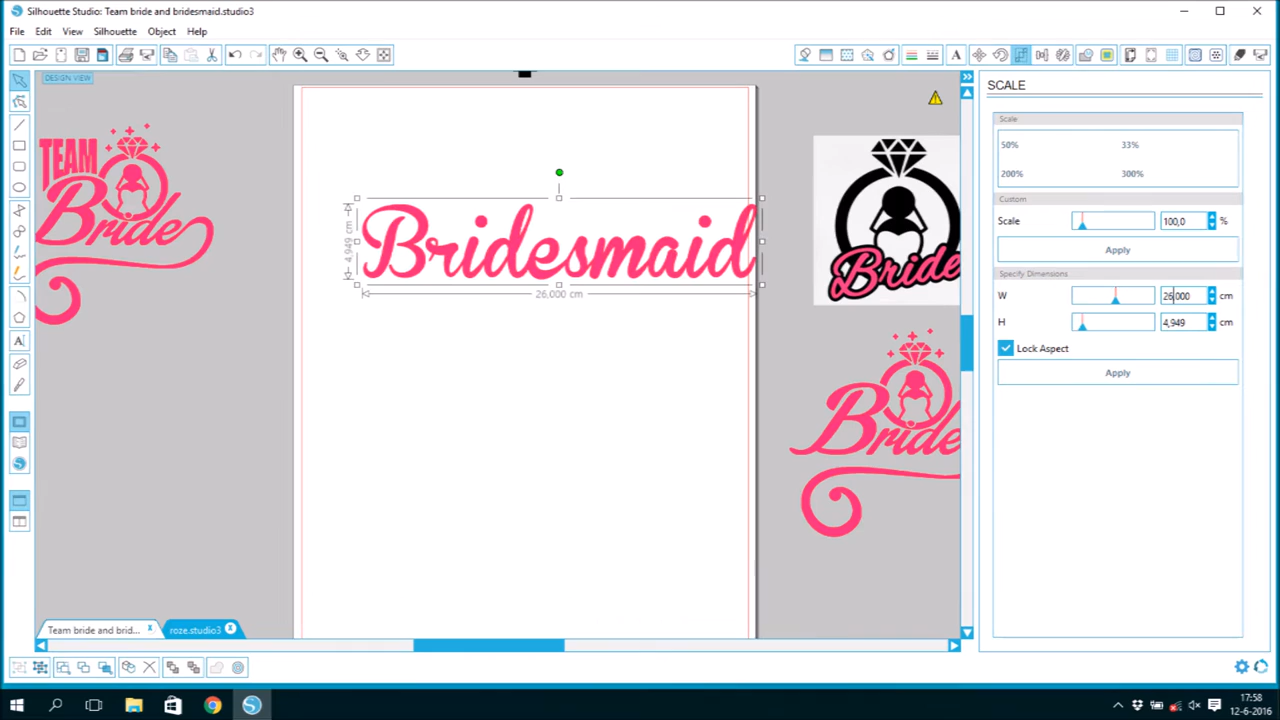 Silhouette Studio: Team bride and bridesmaid.studio3
File Edit View Silhouette Object Help
DESIGN VIEW
SCALE
Scale
50% 33%
200% 300%
Custom
Scale 100,0 %
Apply
Specify Dimensions
W 26,000 cm
H 4,949 cm
Lock Aspect
Apply
TEAM
Bride
Bridesmaid
4,949 cm
26,000 cm
Bride
Bride
Team bride and brid... roze.studio3
17:58
12-6-2016